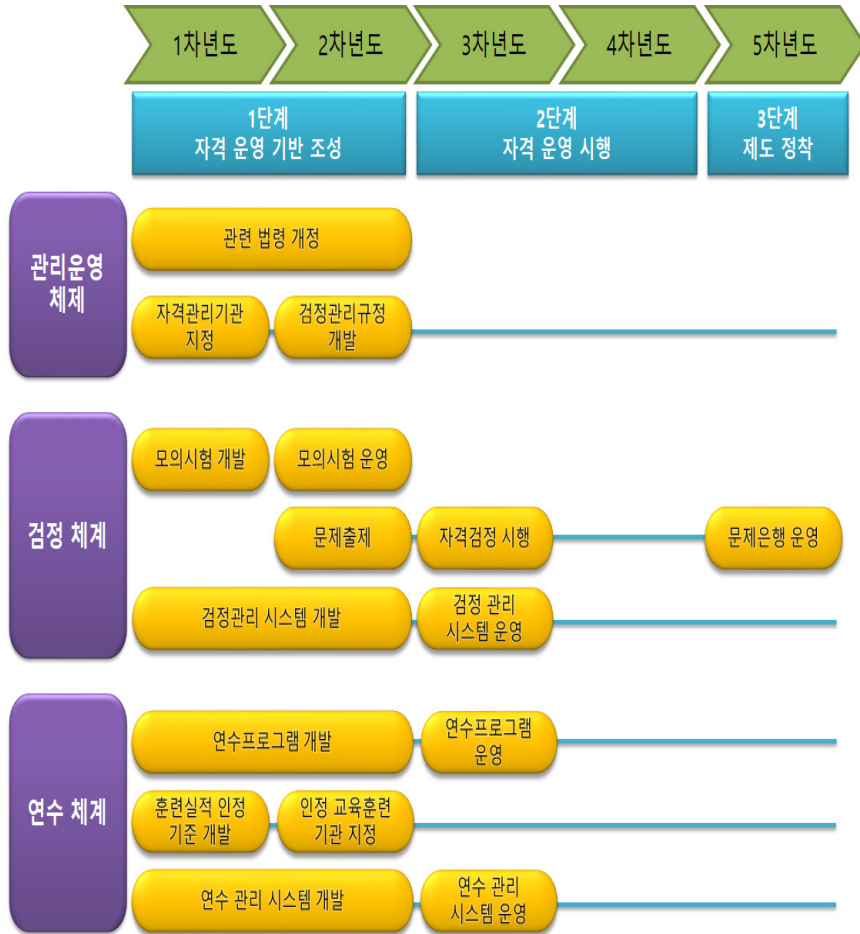 1차년도
2차년도
3차년도
4차년도
5차년도
1단계
자격 운영 기반 조성
2단계
자격 운영 시행
3단계
제도 정착
관리운영
체제
관련 법령 개정
자격관리기관
지정
검정관리규정
개발
검정 체계
모의시험 개발
모의시험 운영
문제출제
자격검정 시행
문제은행 운영
검정관리 시스템 개발
검정 관리
시스템 운영
연수 체계
연수프로그램 개발
연수프로그램
운영
훈련실적 인정
기준 개발
인정 교육훈련
기관 지정
연수 관리 시스템 개발
연수 관리
시스템 운영